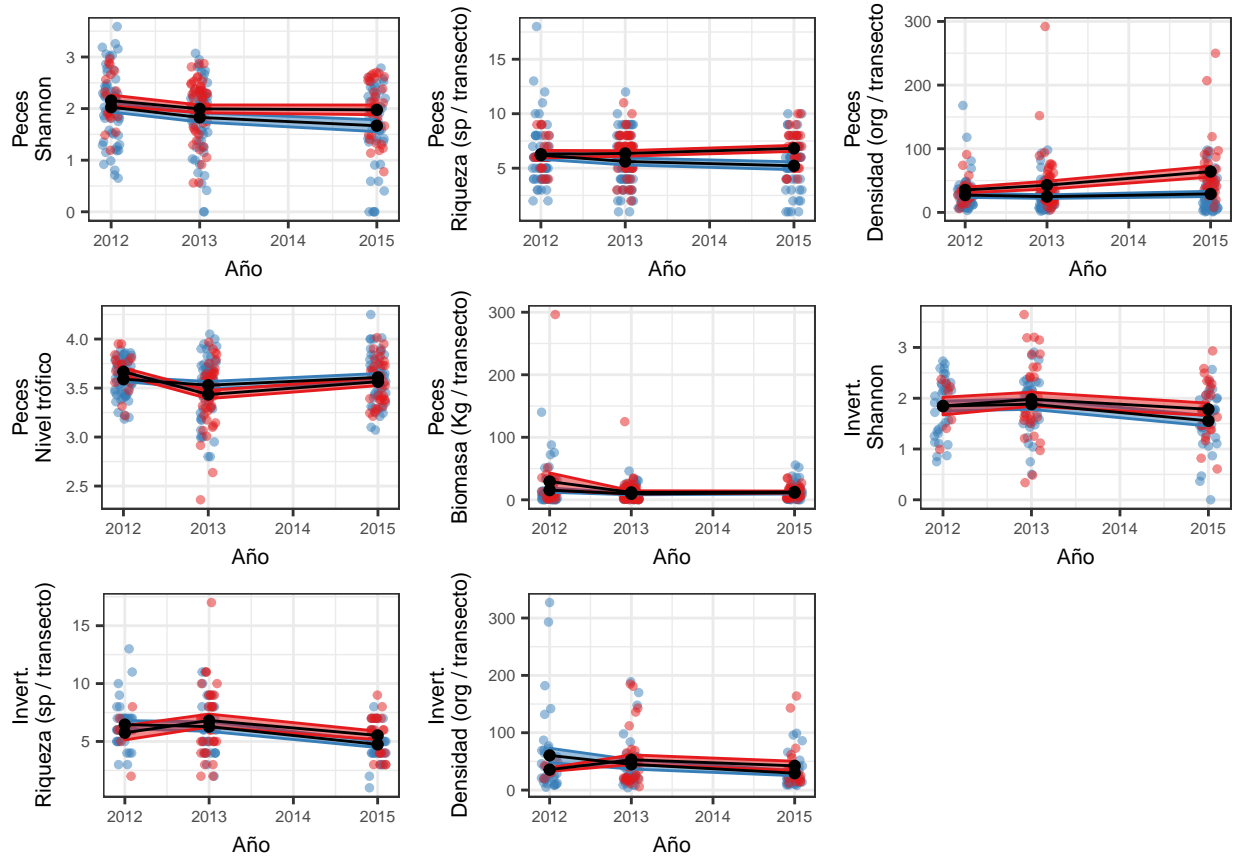 Peces
Shannon
3
2
1
0
2012 2013 2014 2015
Año
Peces
Riqueza (sp / transecto)
15
10
5
2012 2013 2014 2015
Año
Peces
Densidad (org / transecto)
300
200
100
0
2012 2013 2014 2015
Año
Peces
Nivel trófico
4.0
3.5
3.0
2.5
2012 2013 2014 2015
Año
Peces
Biomasa (Kg / transecto)
300
200
100
0
2012 2013 2014 2015
Año
Invert.
Shannon
3
2
1
0
2012 2013 2014 2015
Año
Invert.
Riqueza (sp / transecto)
15
10
5
2012 2013 2014 2015
Año
Invert.
Densidad (org / transecto)
300
200
100
0
2012 2013 2014 2015
Año